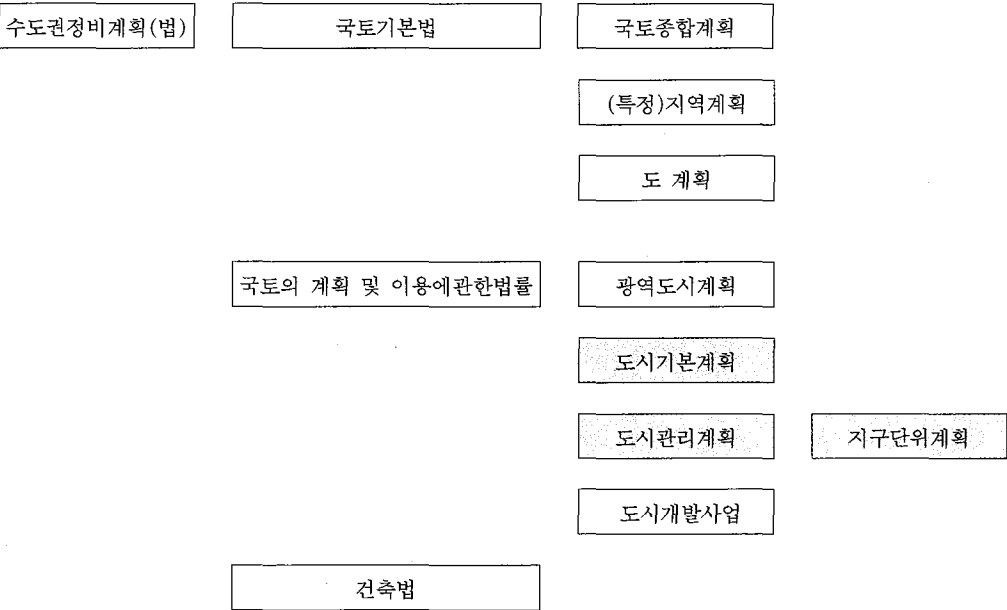 수도권정비계획(법)
국토기본법
국토종합계획
(특정)지역계획
도 계획
국토의 계획 및 이용에관한법률
광역도시계획
도시기본계획
도시관리계획
지구단위계획
도시개발사업
건축법